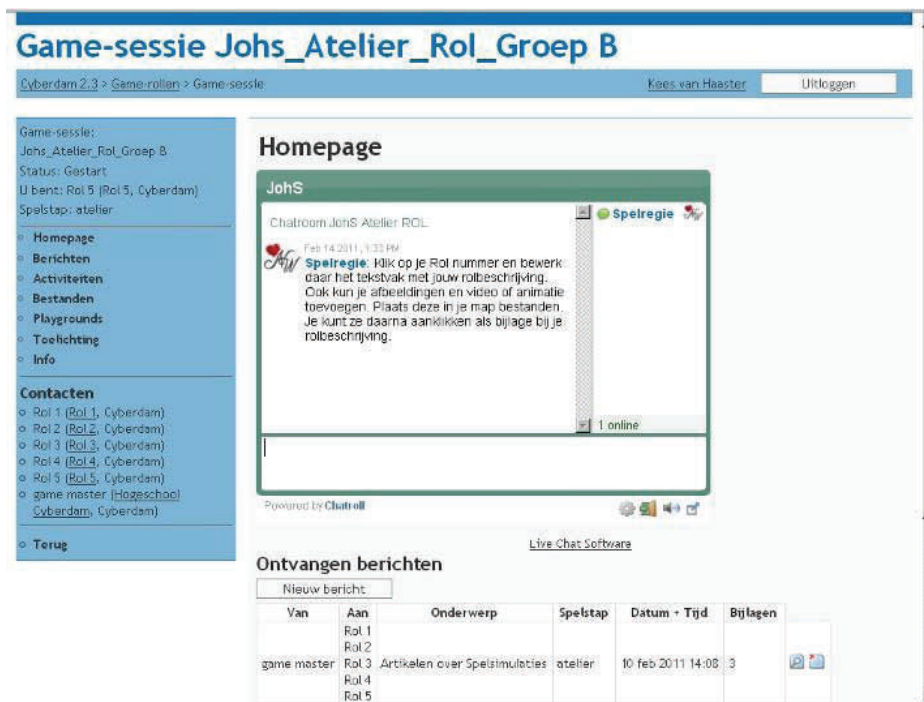 Game-sessie Johs_Atelier_Rol_Groep B
Cyberdam 2.3 > Game-rollen > Game-sessie
Kees van Haaster
Uitloggen
Game-sessie:
Johs_Atelier_Rol_Groep B
Status: Gestart
U bent: Rol 5 (Rol 5, Cyberdam)
Spelstap: atelier
Homepage
Berichten
Activiteiten
Bestanden
Playgrounds
Toelichting
Info
Contacten
Rol 1 (Rol 1, Cyberdam)
Rol 2 (Rol 2, Cyberdam)
Rol 3 (Rol 3, Cyberdam)
Rol 4 (Rol 4, Cyberdam)
Rol 5 (Rol 5, Cyberdam)
game master (Hogeschool
Cyberdam, Cyberdam)
Terug
Homepage
JohS
Chatroom JohS Atelier ROL
Feb 14 2011, 1:33 PM
Spelregie: Klik op je Rol nummer en bewerk
daar het tekstvak met jouw rolbeschrijving.
Ook kun je afbeeldingen en video of animatie
toevoegen. Plaats deze in je map bestanden.
Je kunt ze daarna aanklikken als bijlage bij je
rolbeschrijving.
Spelregie
1 online
Powered by Chatroll
Live Chat Software
Ontvangen berichten
Nieuw bericht
Van Aan Onderwerp Spelstap Datum + Tijd Bijlagen
Rol 1
Rol 2
game master Rol 3 Artikelen over Spelsimulaties atelier 10 feb 2011 14:08 3
Rol 4
Rol 5